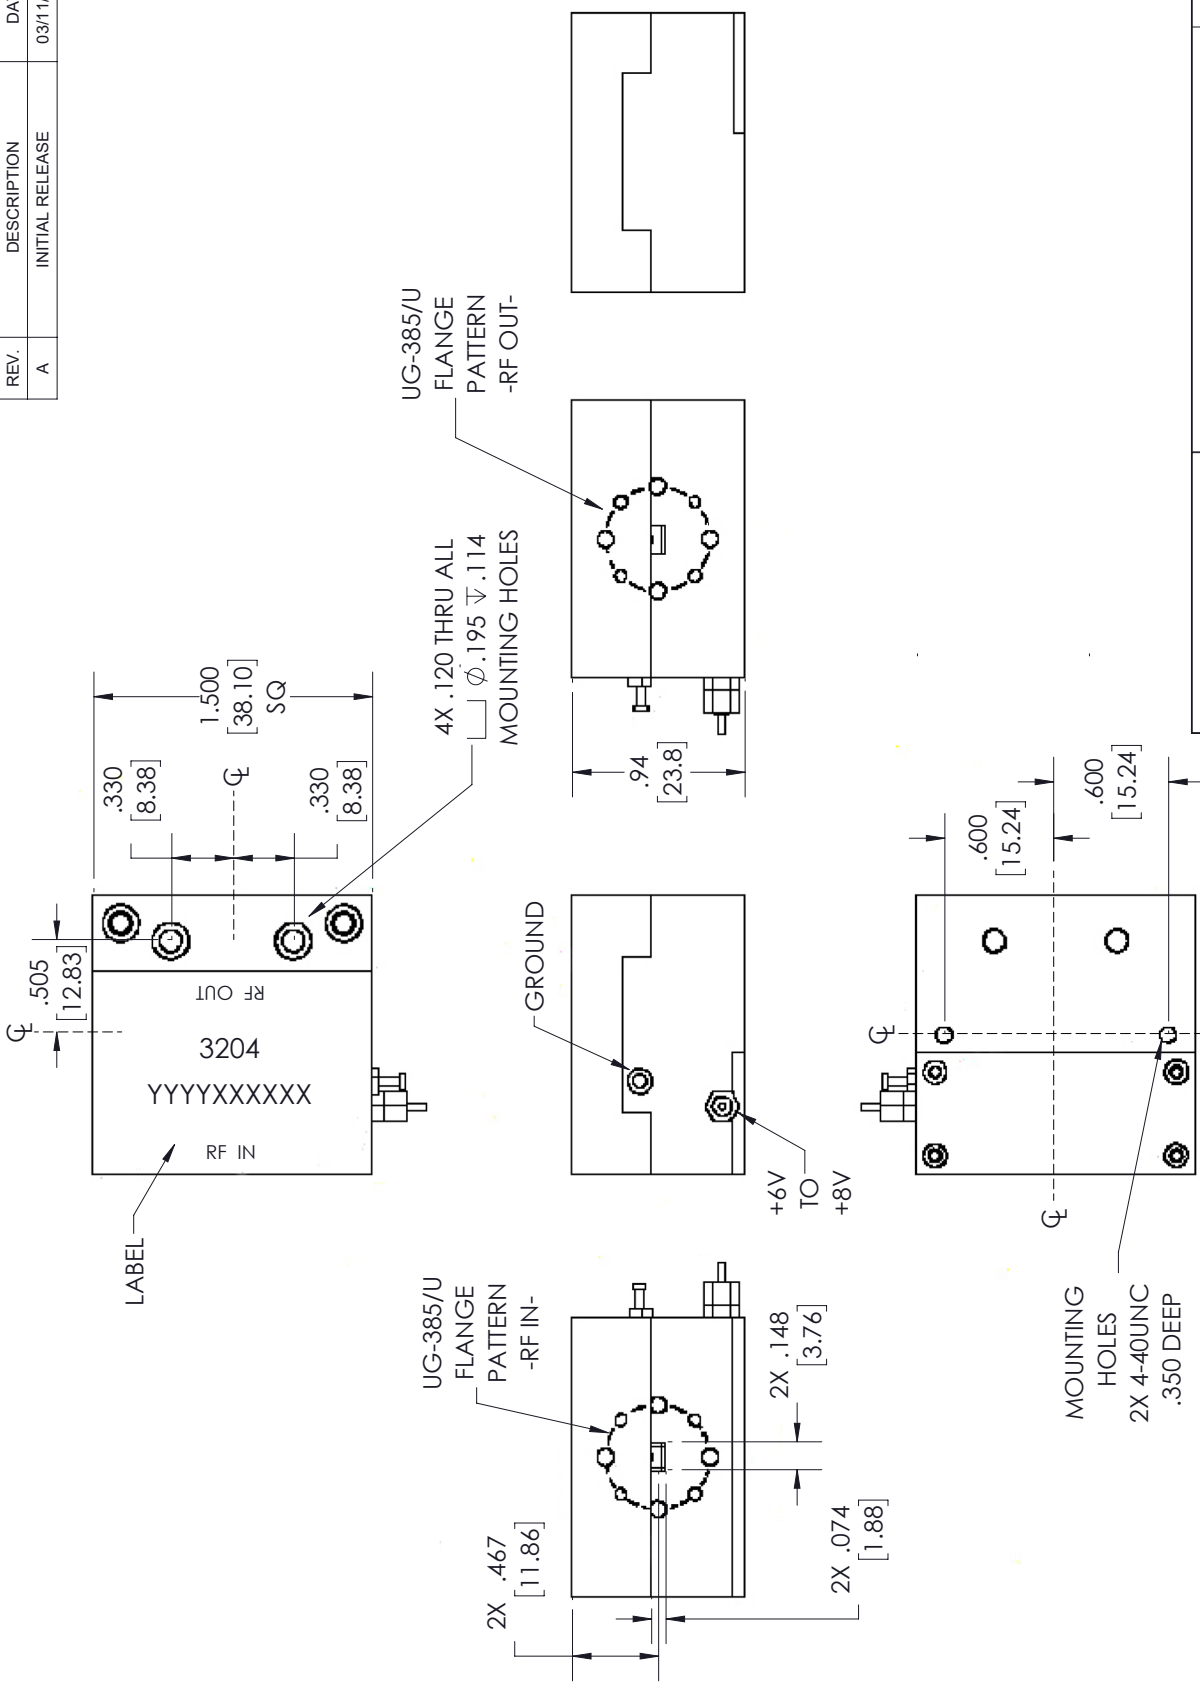 REV.
DESCRIPTION
DAT
A
INITIAL RELEASE
03/11/
.505
[12.83]
℄
1.500
[38.10]
SQ
.330
[8.38]
℄
.330
[8.38]
RF OUT
3204
YYYYXXXXXX
RF IN
LABEL
4X .120 THRU ALL
⌴ ⌀.195 ↧.114
MOUNTING HOLES
UG-385/U
FLANGE
PATTERN
-RF OUT-
.94
[23.8]
GROUND
+6V
TO
+8V
UG-385/U
FLANGE
PATTERN
-RF IN-
2X .467
[11.86]
2X .148
[3.76]
2X .074
[1.88]
℄
℄
.600
[15.24]
.600
[15.24]
MOUNTING
HOLES
2X 4-40UNC
.350 DEEP